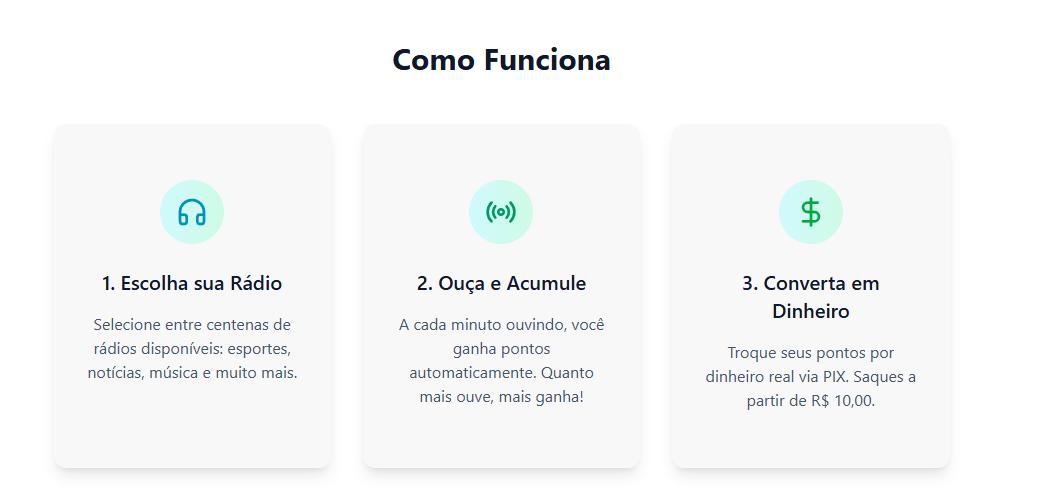 Como Funciona
1. Escolha sua Rádio
Selecione entre centenas de
rádios disponíveis: esportes,
notícias, música e muito mais.
2. Ouça e Acumule
A cada minuto ouvindo, você
ganha pontos
automaticamente. Quanto
mais ouve, mais ganha!
3. Converta em
Dinheiro
Troque seus pontos por
dinheiro real via PIX. Saques a
partir de R$ 10,00.